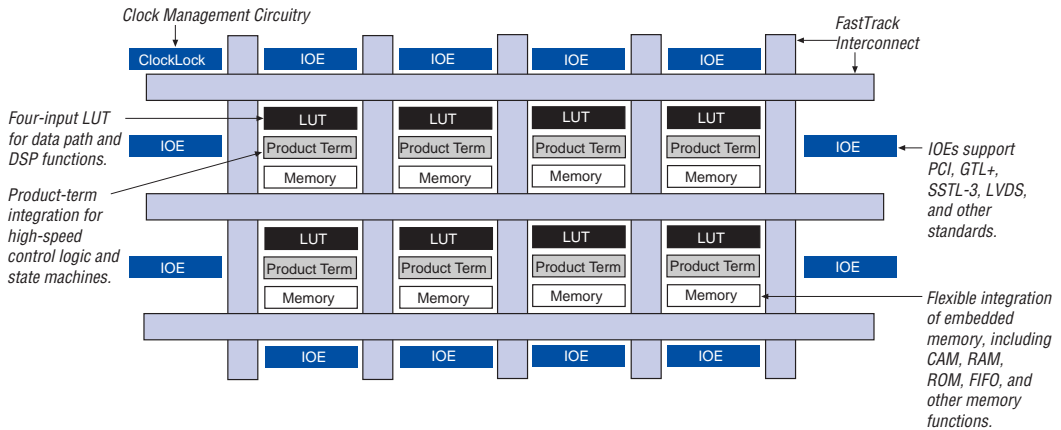 Clock Management Circuitry
FastTrack
Interconnect
ClockLock
IOE
IOE
IOE
IOE
Four-input LUT
for data path and
DSP functions.
LUT
LUT
LUT
LUT
IOE
Product Term
Product Term
Product Term
Product Term
IOE
Memory
Memory
Memory
Memory
IOEs support
PCI, GTL+,
SSTL-3, LVDS,
and other
standards.
Product-term
integration for
high-speed
control logic and
state machines.
LUT
LUT
LUT
LUT
IOE
Product Term
Product Term
Product Term
Product Term
IOE
Memory
Memory
Memory
Memory
Flexible integration
of embedded
memory, including
CAM, RAM,
ROM, FIFO, and
other memory
functions.
IOE
IOE
IOE
IOE